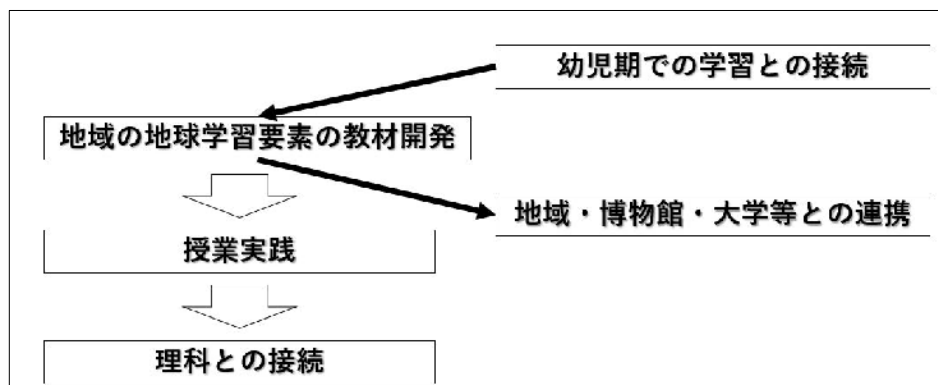 幼児期での学習との接続
地域の地球学習要素の教材開発
地域・博物館・大学等との連携
授業実践
理科との接続